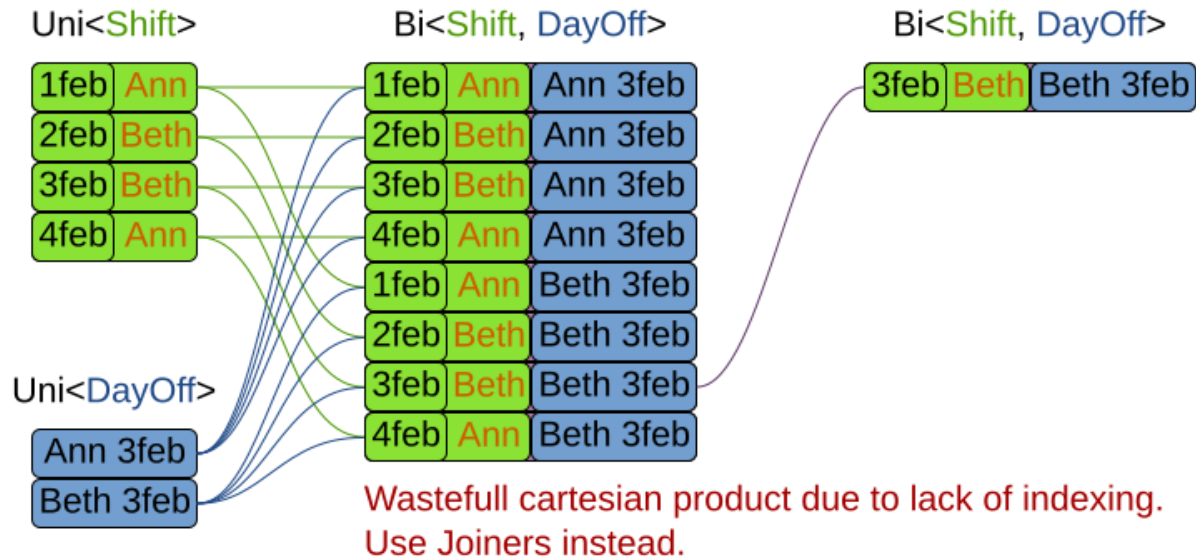 Uni<Shift>
Bi<Shift, DayOff>
Bi<Shift, DayOff>
1feb Ann
2feb Beth
3feb Beth
4feb Ann
Uni<DayOff>
Ann 3feb
Beth 3feb
1feb Ann Ann 3feb
2feb Beth Ann 3feb
3feb Beth Ann 3feb
4feb Ann Ann 3feb
1feb Ann Beth 3feb
2feb Beth Beth 3feb
3feb Beth Beth 3feb
4feb Ann Beth 3feb
3feb Beth Beth 3feb
Wastefull cartesian product due to lack of indexing.
Use Joiners instead.